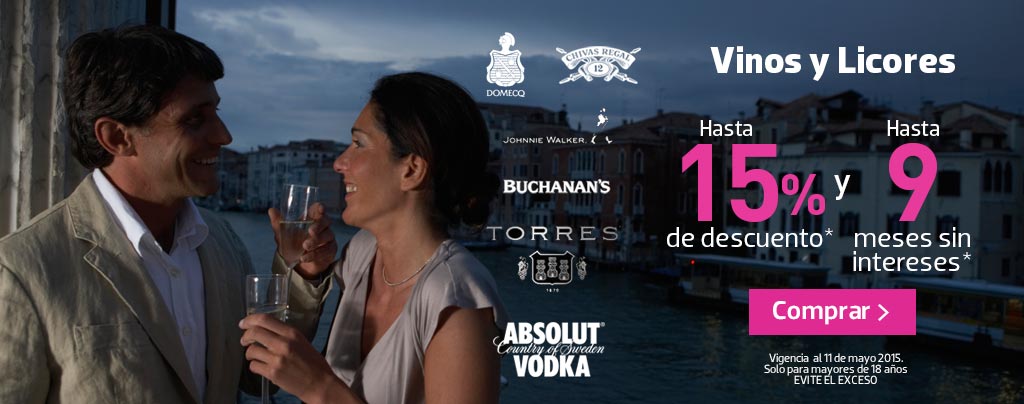 DOMECQ
CHIVAS REGAL
12
JOHNNIE WALKER.
BUCHANAN'S
TORRES
1870
ABSOLUT
Country of Sweden
VODKA
Vinos y Licores
Hasta
15%
de descuento*
y
Hasta
9
meses sin
intereses*
Comprar >
Vigencia al 11 de mayo 2015.
Solo para mayores de 18 años
EVITE EL EXCESO